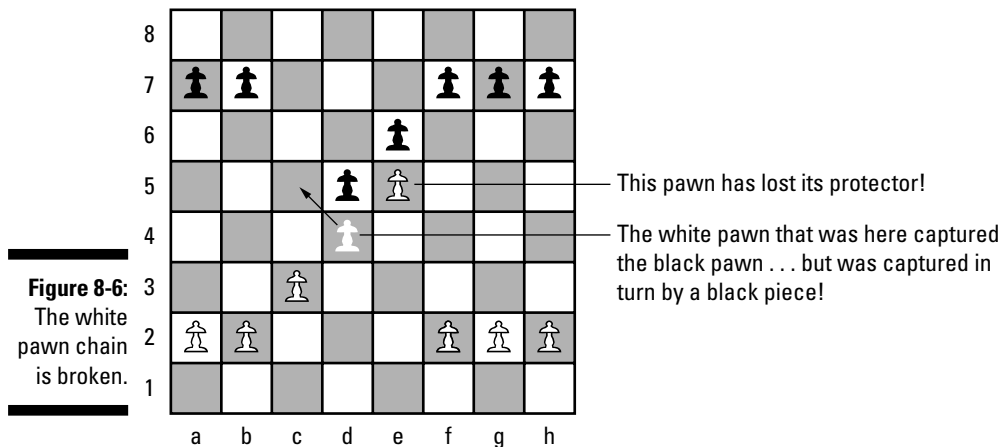 8
7
6
5
4
3
2
1
a b c d e f g h
This pawn has lost its protector!
The white pawn that was here captured
the black pawn . . . but was captured in
turn by a black piece!
Figure 8-6:
The white
pawn chain
is broken.